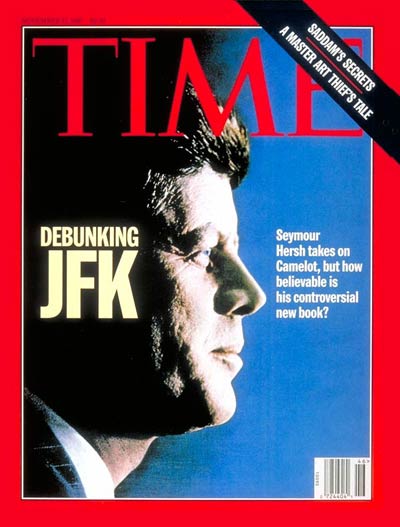 SADDAM'S SECRETS
A MASTER ART THIEF'S TALE
TIME
DEBUNKING
JFK
Seymour
Hersh takes on
Camelot, but how
believable is
his controversial
new book?